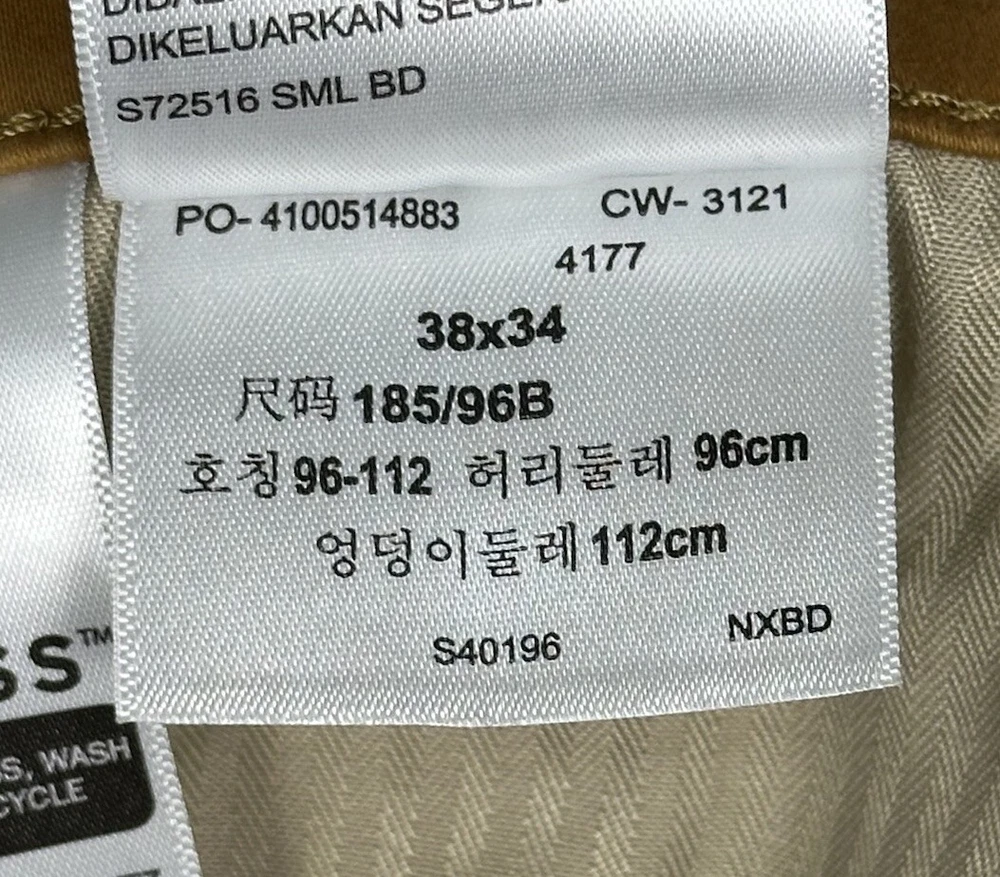 DIKELUARKAN
S72516 SML BD
PO- 4100514883 CW- 3121
4177
38x34
尺码 185/96B
호칭 96-112 허리둘레 96cm
엉덩이둘레 112cm
S40196 NXBD
SS™
WASH
CYCLE